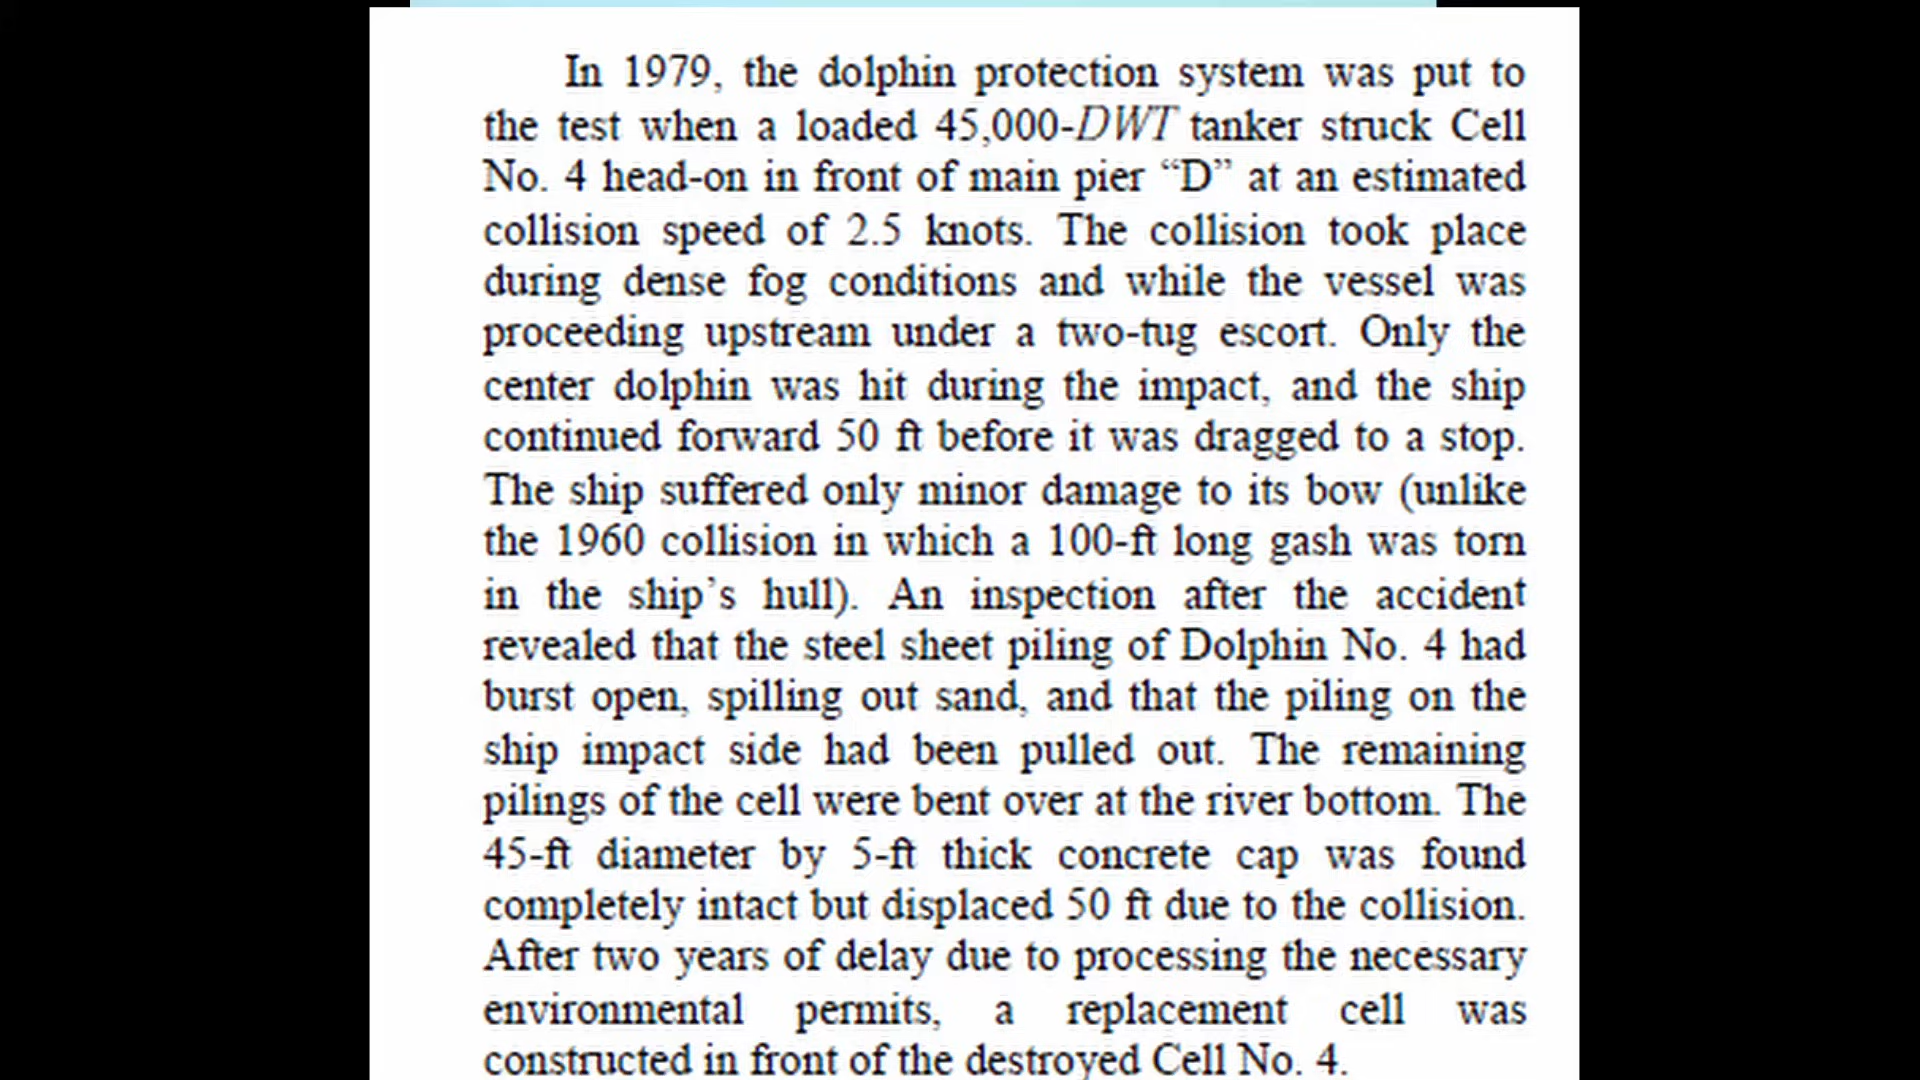 In 1979, the dolphin protection system was put to
the test when a loaded 45,000-DWT tanker struck Cell
No. 4 head-on in front of main pier “D” at an estimated
collision speed of 2.5 knots. The collision took place
during dense fog conditions and while the vessel was
proceeding upstream under a two-tug escort. Only the
center dolphin was hit during the impact, and the ship
continued forward 50 ft before it was dragged to a stop.
The ship suffered only minor damage to its bow (unlike
the 1960 collision in which a 100-ft long gash was torn
in the ship’s hull). An inspection after the accident
revealed that the steel sheet piling of Dolphin No. 4 had
burst open, spilling out sand, and that the piling on the
ship impact side had been pulled out. The remaining
pilings of the cell were bent over at the river bottom. The
45-ft diameter by 5-ft thick concrete cap was found
completely intact but displaced 50 ft due to the collision.
After two years of delay due to processing the necessary
environmental permits, a replacement cell was
constructed in front of the destroyed Cell No. 4.